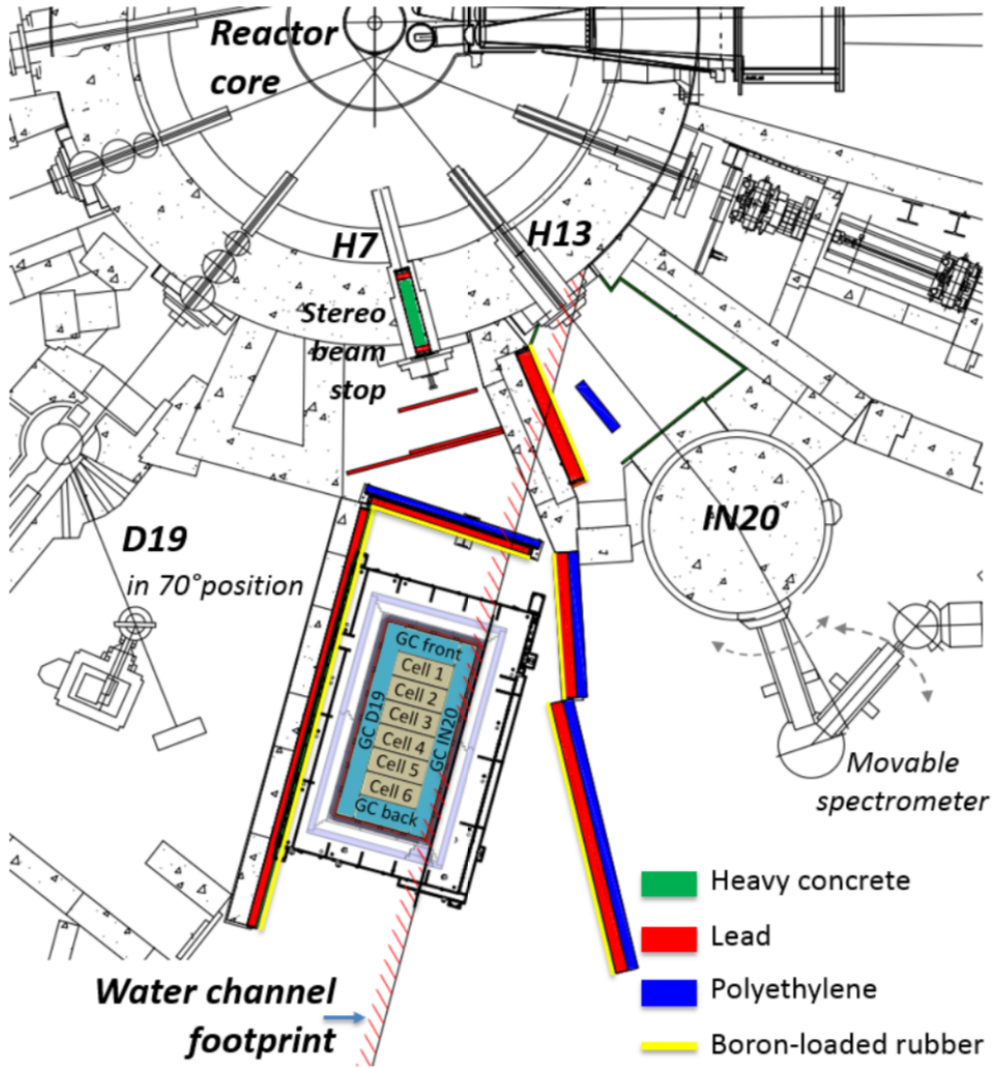 Reactor
core
H7
H13
Stereo
beam
stop
D19
in 70°position
IN20
GC front
Cell 1
Cell 2
Cell 3
Cell 4
Cell 5
Cell 6
GC back
GC D19
GC IN20
Movable
spectrometer
Heavy concrete
Lead
Polyethylene
Boron-loaded rubber
Water channel
footprint